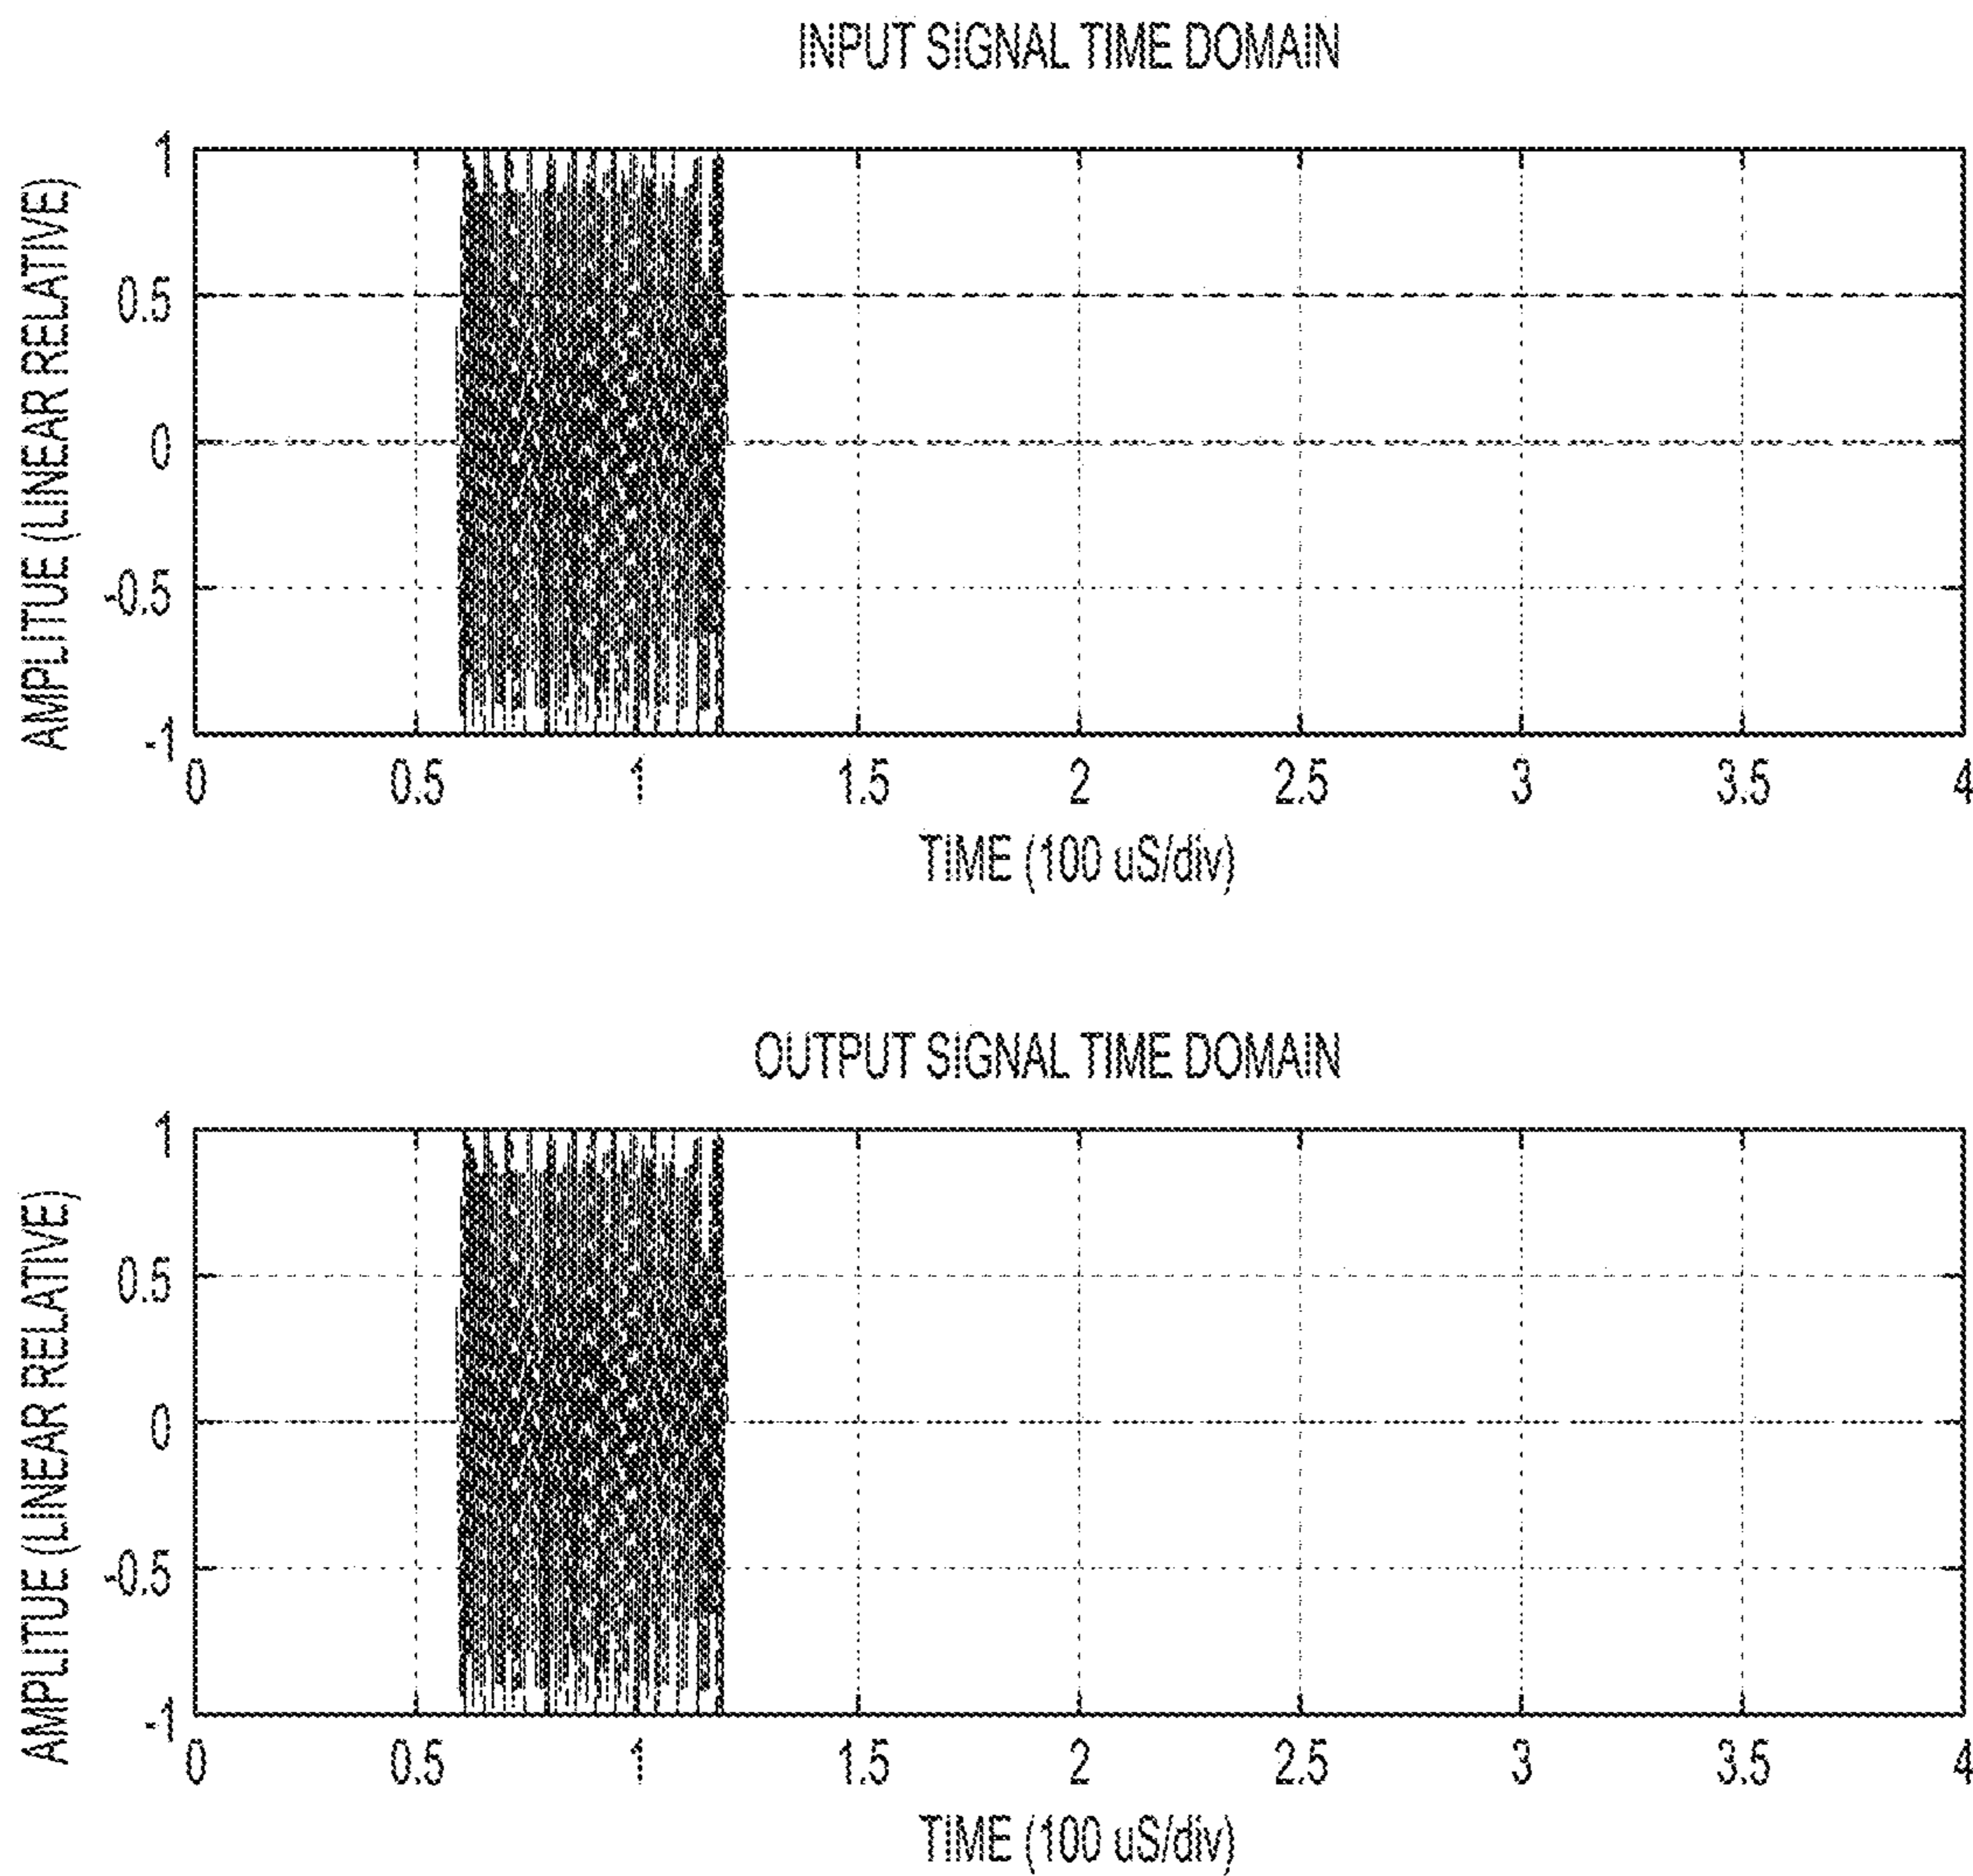 INPUT SIGNAL TIME DOMAIN
AMPLITUE (LINEAR RELATIVE)
1
0.5
0
-0.5
-1
0 0.5 1 1.5 2 2.5 3 3.5 4
TIME (100 uS/div)
OUTPUT SIGNAL TIME DOMAIN
AMPLITUE (LINEAR RELATIVE)
1
0.5
0
-0.5
-1
0 0.5 1 1.5 2 2.5 3 3.5 4
TIME (100 uS/div)